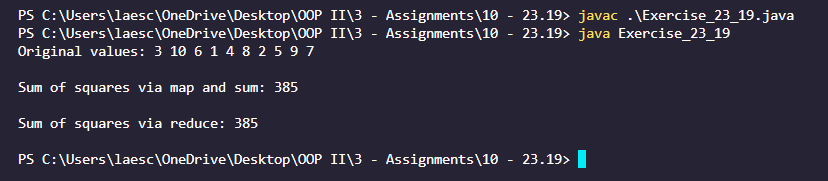 PS C:\Users\laesc\OneDrive\Desktop\OOP II\3 - Assignments\10 - 23.19> javac .\Exercise_23_19.java
PS C:\Users\laesc\OneDrive\Desktop\OOP II\3 - Assignments\10 - 23.19> java Exercise_23_19
Original values: 3 10 6 1 4 8 2 5 9 7
Sum of squares via map and sum: 385
Sum of squares via reduce: 385
PS C:\Users\laesc\OneDrive\Desktop\OOP II\3 - Assignments\10 - 23.19>